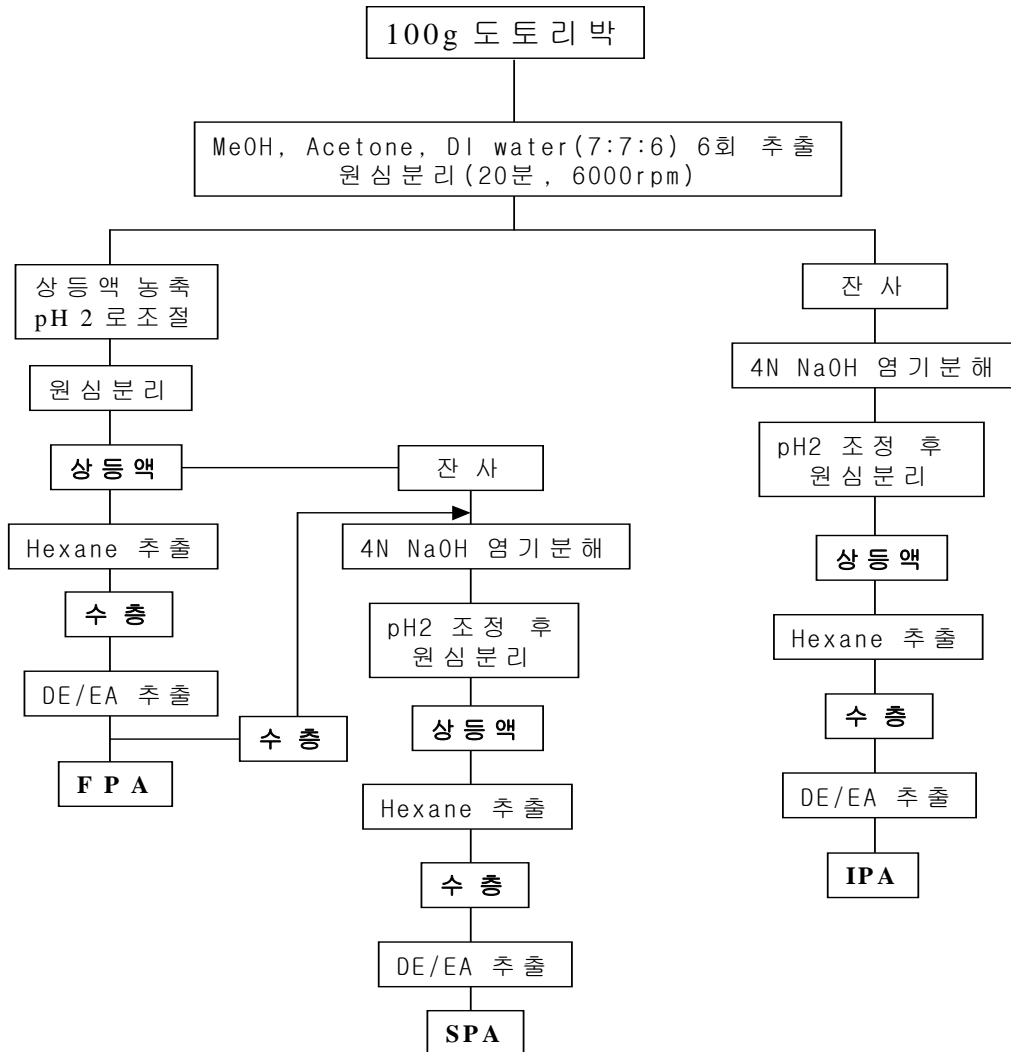 100g 도토리박
MeOH, Acetone, DI water(7:7:6) 6회 추출
원심분리(20분, 6000rpm)
상등액 농축
pH 2로조절
원심분리
상등액
Hexane 추출
수층
DE/EA 추출
수층
FPA
잔사
4N NaOH 염기분해
pH2 조정 후
원심분리
상등액
Hexane 추출
수층
DE/EA 추출
SPA
잔사
4N NaOH 염기분해
pH2 조정 후
원심분리
상등액
Hexane 추출
수층
DE/EA 추출
IPA